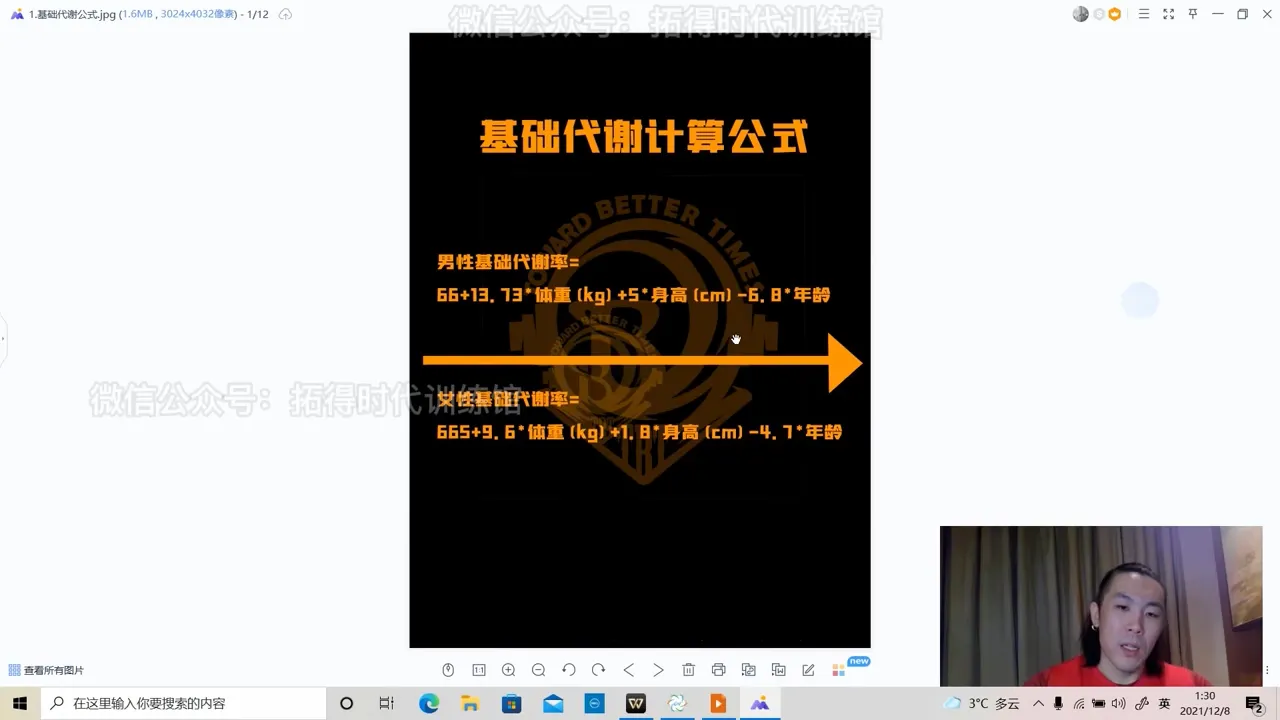 1.基础代谢公式.jpg (1.6MB , 3024x4032像素) - 1/12
微信公众号：拓得时代训练馆
基础代谢计算公式
TOWARD BETTER TIMES
男性基础代谢率=
66+13.73*体重(kg)+5*身高(cm)-6.8*年龄
微信公众号：拓得时代训练馆
女性基础代谢率=
665+9.6*体重(kg)+1.8*身高(cm)-4.7*年龄
查看所有图片
1:1
new
在这里输入你要搜索的内容
3°C 多云
英
1:30
2021/12/8
2